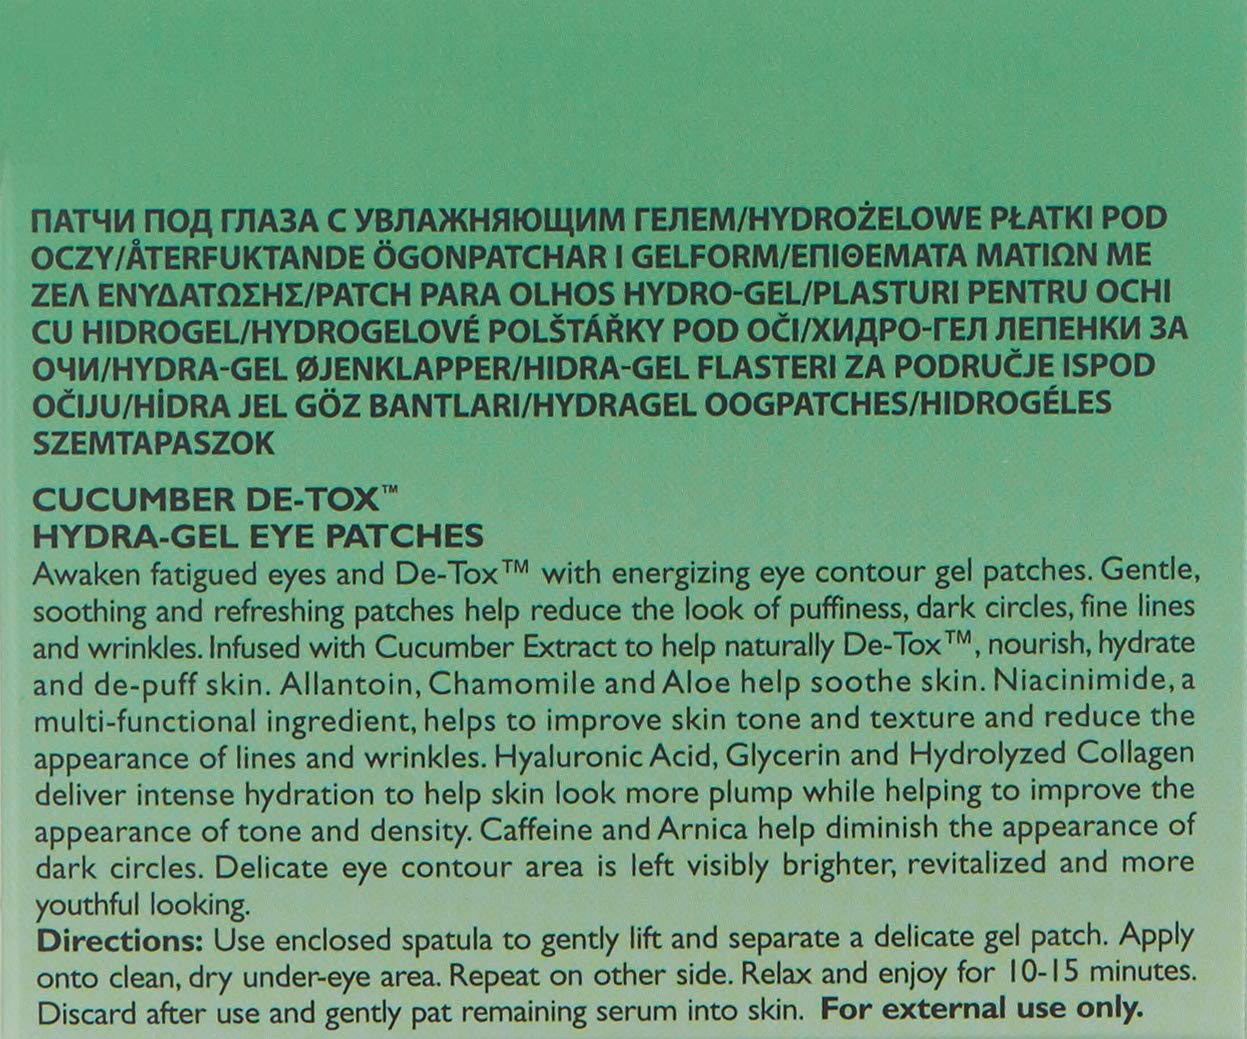 ПАТЧИ ПОД ГЛАЗА С УВЛАЖНЯЮЩИМ ГЕЛЕМ/HYDROŻELOWE PŁATKI POD
OCZY/ÅTERFUKTANDE ÖGONPATCHAR I GELFORM/ΕΠΙΘΕΜΑΤΑ ΜΑΤΙΩΝ ΜΕ
ΖΕΛ ΕΝΥΔΑΤΩΣΗΣ/PATCH PARA OLHOS HYDRO-GEL/PLASTURI PENTRU OCHI
CU HIDROGEL/HYDROGELOVÉ POLŠTÁŘKY POD OČI/ХИДРО-ГЕЛ ЛЕПЕНКИ ЗА
ОЧИ/HYDRA-GEL ØJENKLAPPER/HIDRA-GEL FLASTERI ZA PODRUČJE ISPOD
OČIJU/HİDRA JEL GÖZ BANTLARI/HYDRAGEL OOGPATCHES/HIDROGÉLES
SZEMTAPASZOK
CUCUMBER DE-TOX™
HYDRA-GEL EYE PATCHES
Awaken fatigued eyes and De-Tox™ with energizing eye contour gel patches. Gentle,
soothing and refreshing patches help reduce the look of puffiness, dark circles, fine lines
and wrinkles. Infused with Cucumber Extract to help naturally De-Tox™, nourish, hydrate
and de-puff skin. Allantoin, Chamomile and Aloe help soothe skin. Niacinimide, a
multi-functional ingredient, helps to improve skin tone and texture and reduce the
appearance of lines and wrinkles. Hyaluronic Acid, Glycerin and Hydrolyzed Collagen
deliver intense hydration to help skin look more plump while helping to improve the
appearance of tone and density. Caffeine and Arnica help diminish the appearance of
dark circles. Delicate eye contour area is left visibly brighter, revitalized and more
youthful looking.
Directions: Use enclosed spatula to gently lift and separate a delicate gel patch. Apply
onto clean, dry under-eye area. Repeat on other side. Relax and enjoy for 10-15 minutes.
Discard after use and gently pat remaining serum into skin. For external use only.